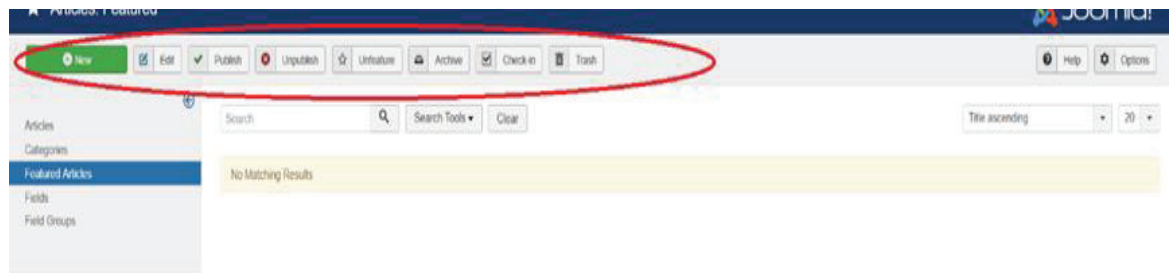 Articles: Featured
Joomla!
New Edit Publish Unpublish Unfeature Archive Check-in Trash Help Options
Search Search Tools Clear Title ascending 20
Articles
Categories
Featured Articles
No Matching Results
Fields
Field Groups